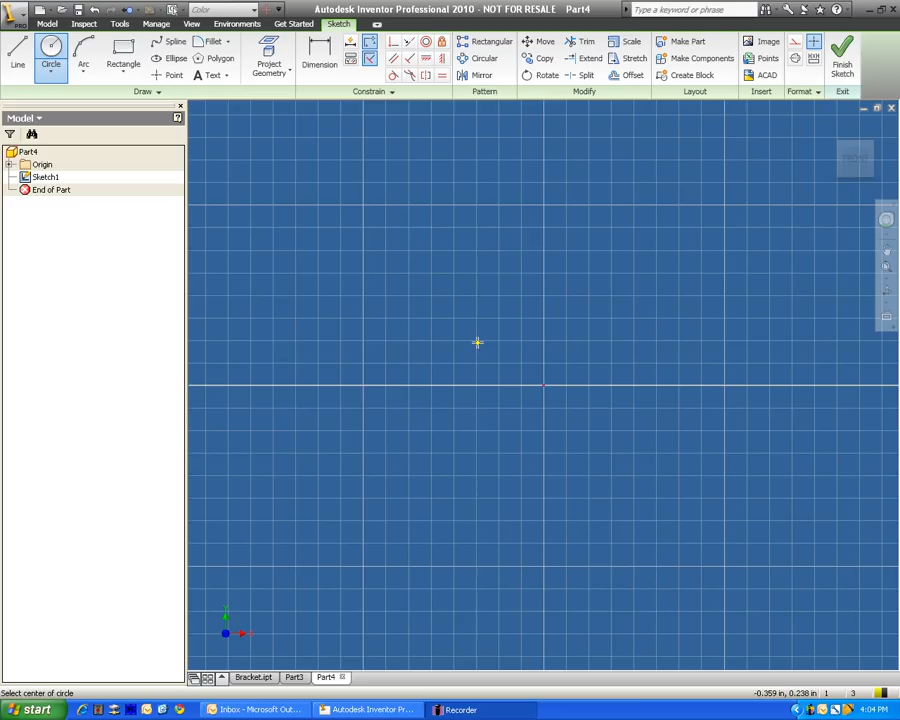 Color
Autodesk Inventor Professional 2010 - NOT FOR RESALE Part4
Type a keyword or phrase
PRO
Model Inspect Tools Manage View Environments Get Started Sketch
Line Circle Arc Rectangle
Spline Fillet
Ellipse Polygon
Point Text
Project Geometry
Dimension
Rectangular
Circular
Mirror
Move Trim Scale
Copy Extend Stretch
Rotate Split Offset
Make Part
Make Components
Create Block
Image
Points
ACAD
Finish Sketch
Draw Constrain Pattern Modify Layout Insert Format Exit
Model
Part4
Origin
Sketch1
End of Part
FRONT
Bracket.ipt Part3 Part4
Select center of circle
-0.359 in, 0.238 in 1 3
start
Inbox - Microsoft Out...
Autodesk Inventor Pr...
Recorder
4:04 PM